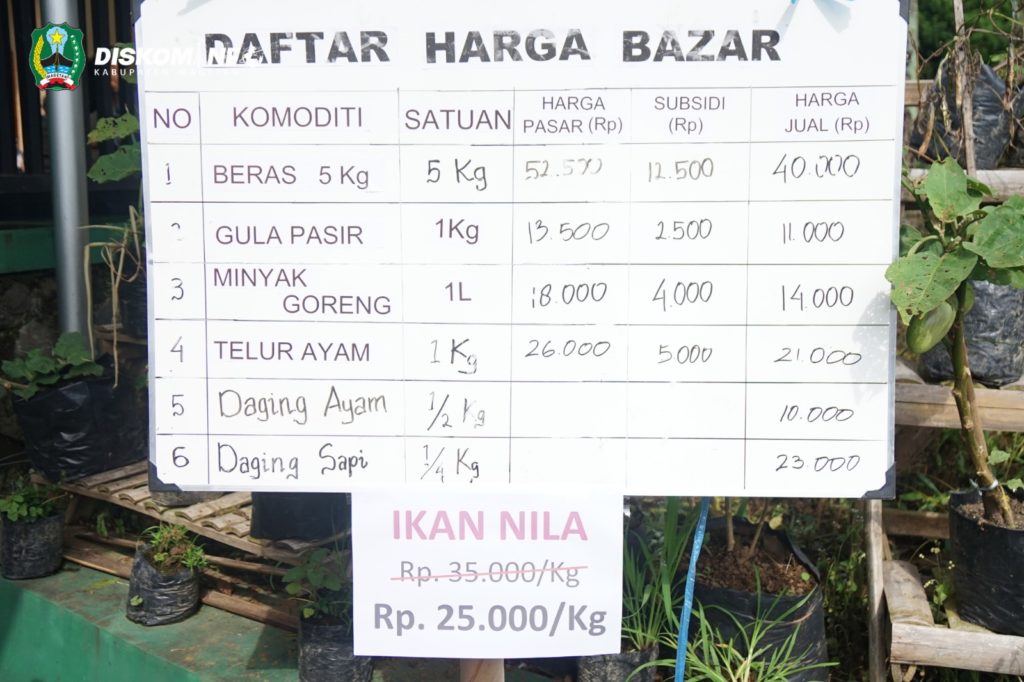 DISKOMINFO
DAFTAR HARGA BAZAR
NO KOMODITI SATUAN HARGA PASAR (Rp) SUBSIDI (Rp) HARGA JUAL (Rp)
1 BERAS 5 Kg 5 Kg 52.500 12.500 40.000
2 GULA PASIR 1Kg 13.500 2.500 11.000
3 MINYAK GORENG 1L 18.000 4.000 14.000
4 TELUR AYAM 1 Kg 26.000 5000 21.000
5 Daging Ayam 1/2 Kg 10.000
6 Daging Sapi 1/4 Kg 23.000
IKAN NILA
Rp. 35.000/Kg
Rp. 25.000/Kg